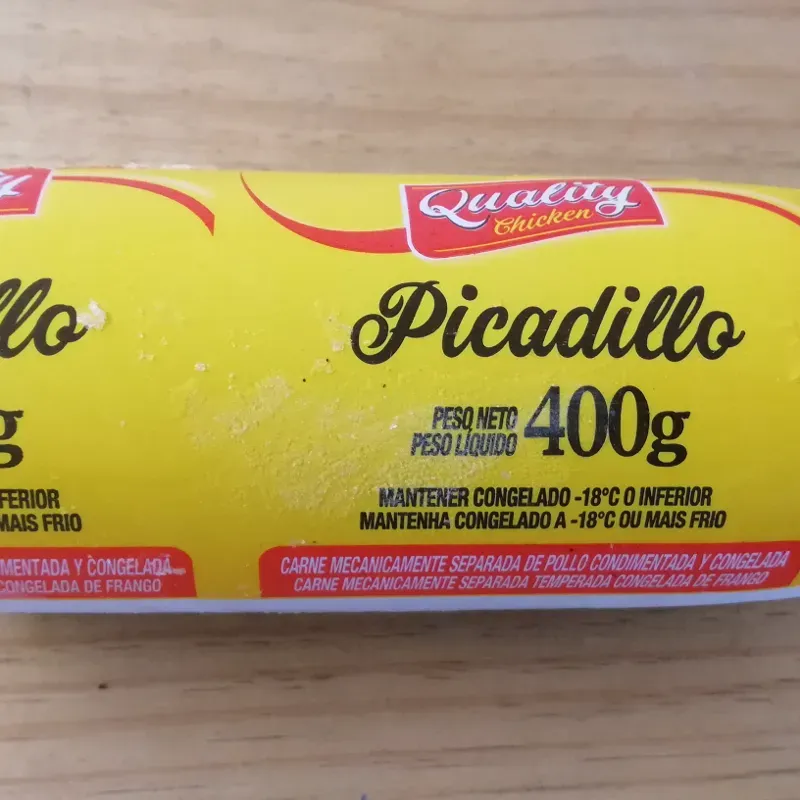 Quality
Chicken
Picadillo
PESO NETO
PESO LÍQUIDO
400g
MANTENER CONGELADO -18°C O INFERIOR
MANTENHA CONGELADO A -18°C OU MAIS FRIO
CARNE MECANICAMENTE SEPARADA DE POLLO CONDIMENTADA Y CONGELADA
CARNE MECANICAMENTE SEPARADA TEMPERADA CONGELADA DE FRANGO
y
llo
g
FERIOR
MAIS FRIO
MENTADA Y CONGELADA
CONGELADA DE FRANGO